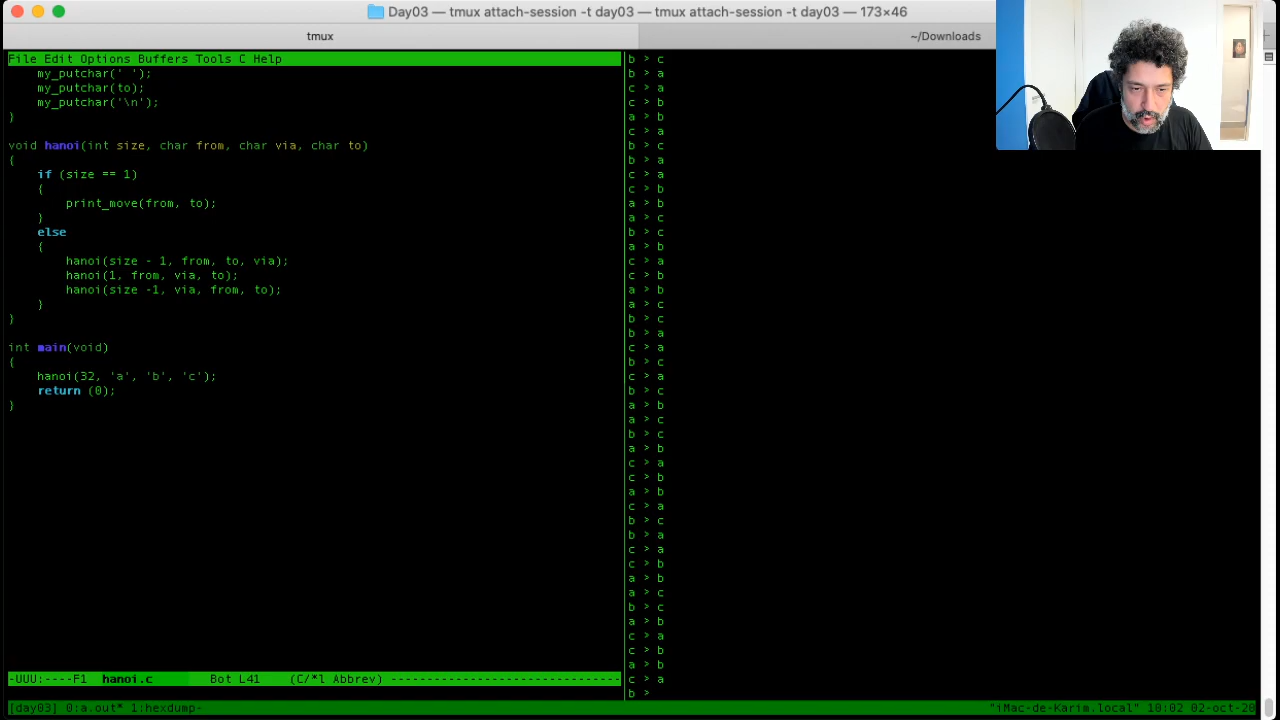 Day03 — tmux attach-session -t day03 — tmux attach-session -t day03 — 173×46
tmux
~/Downloads
File Edit Options Buffers Tools C Help
my_putchar(' ');
my_putchar(to);
my_putchar('\n');
}
void hanoi(int size, char from, char via, char to)
{
if (size == 1)
{
print_move(from, to);
}
else
{
hanoi(size - 1, from, to, via);
hanoi(1, from, via, to);
hanoi(size -1, via, from, to);
}
}
int main(void)
{
hanoi(32, 'a', 'b', 'c');
return (0);
}
-UUU:----F1 hanoi.c Bot L41 (C/*l Abbrev) ------------------------------------
b > c
b > a
c > a
c > b
a > b
c > a
b > c
b > a
c > a
c > b
a > b
a > c
b > c
a > b
c > a
c > b
a > b
a > c
b > c
b > a
c > a
b > c
c > a
b > c
a > b
a > c
b > c
a > b
c > a
c > b
a > b
c > a
b > c
b > a
c > a
c > b
a > b
a > c
b > c
a > b
c > a
c > b
a > b
c > a
b >
[day03] 0:a.out* 1:hexdump- "iMac-de-Karim.local" 18:02 02-oct-20